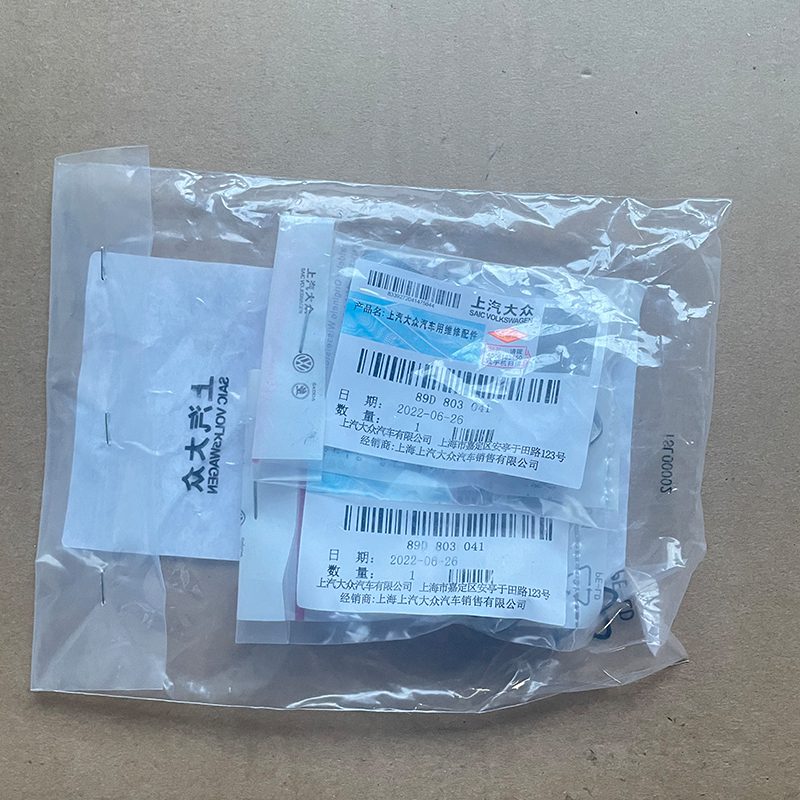 上汽大众
SAIC VOLKSWAGEN
上汽大众
SAIC VOLKSWAGEN
产品名: 上汽大众汽车用维修配件
89D 803 041
日 期: 2022-06-26
数 量: 1
上汽大众汽车有限公司 上海市嘉定区安亭于田路123号
经销商:上海上汽大众汽车销售有限公司
89D 803 041
日 期: 2022-06-26
数 量: 1
上汽大众汽车有限公司 上海市嘉定区安亭于田路123号
经销商:上海上汽大众汽车销售有限公司
上汽大众
SAIC VOLKSWAGEN